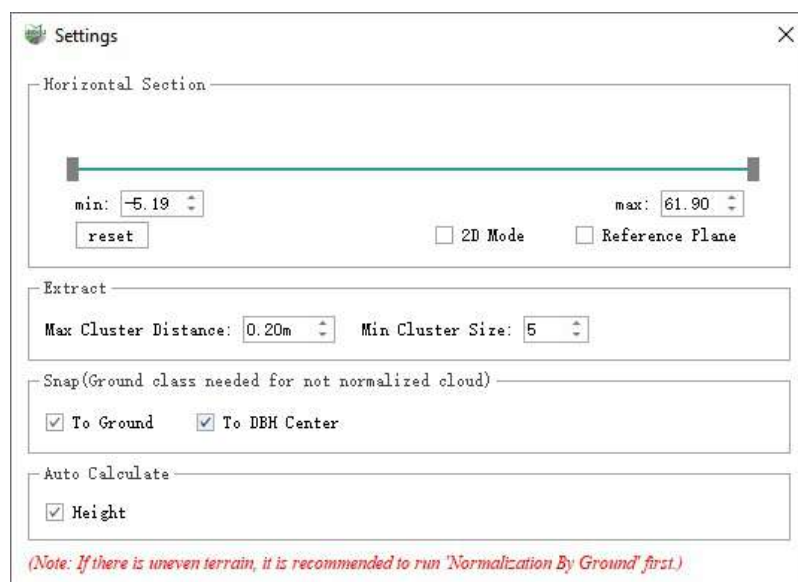 Settings
Horizontal Section
min: -5.19 max: 61.90
reset 2D Mode Reference Plane
Extract
Max Cluster Distance: 0.20m Min Cluster Size: 5
Snap(Ground class needed for not normalized cloud)
To Ground To DBH Center
Auto Calculate
Height
(Note: If there is uneven terrain, it is recommended to run 'Normalization By Ground' first.)